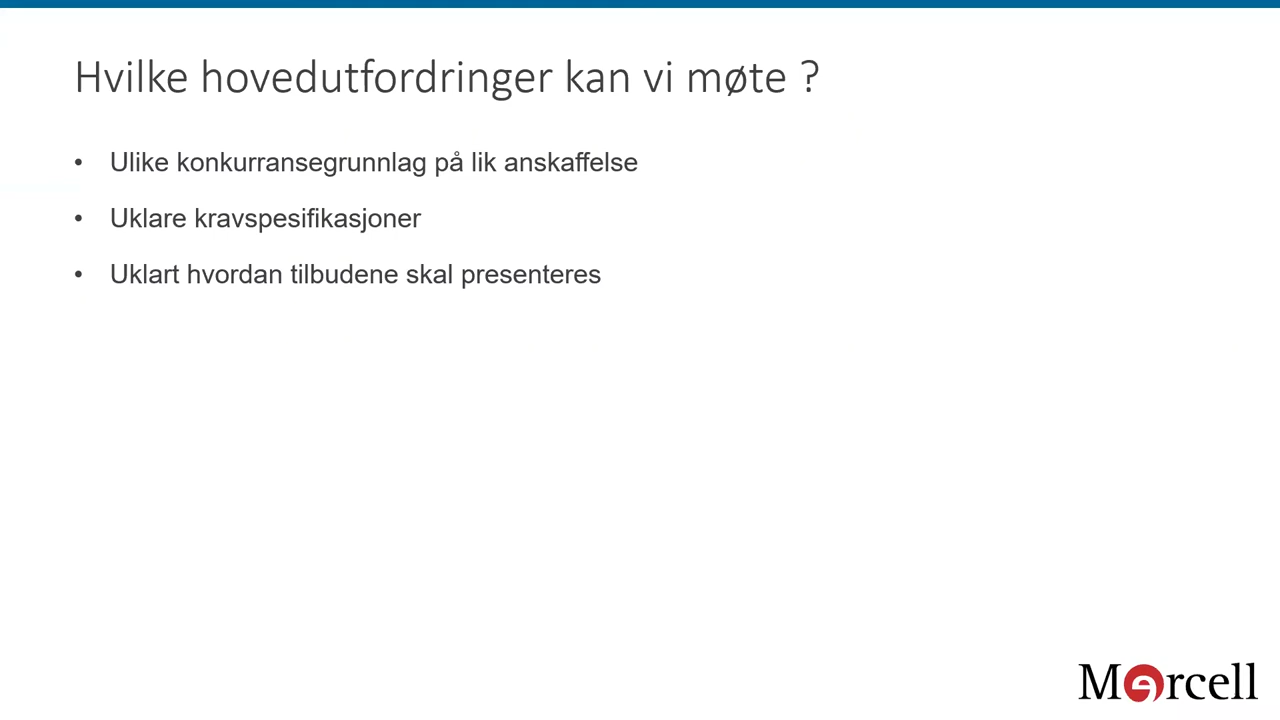 Hvilke hovedutfordringer kan vi møte ?
• Ulike konkurransegrunnlag på lik anskaffelse
• Uklare kravspesifikasjoner
• Uklart hvordan tilbudene skal presenteres
Mercell